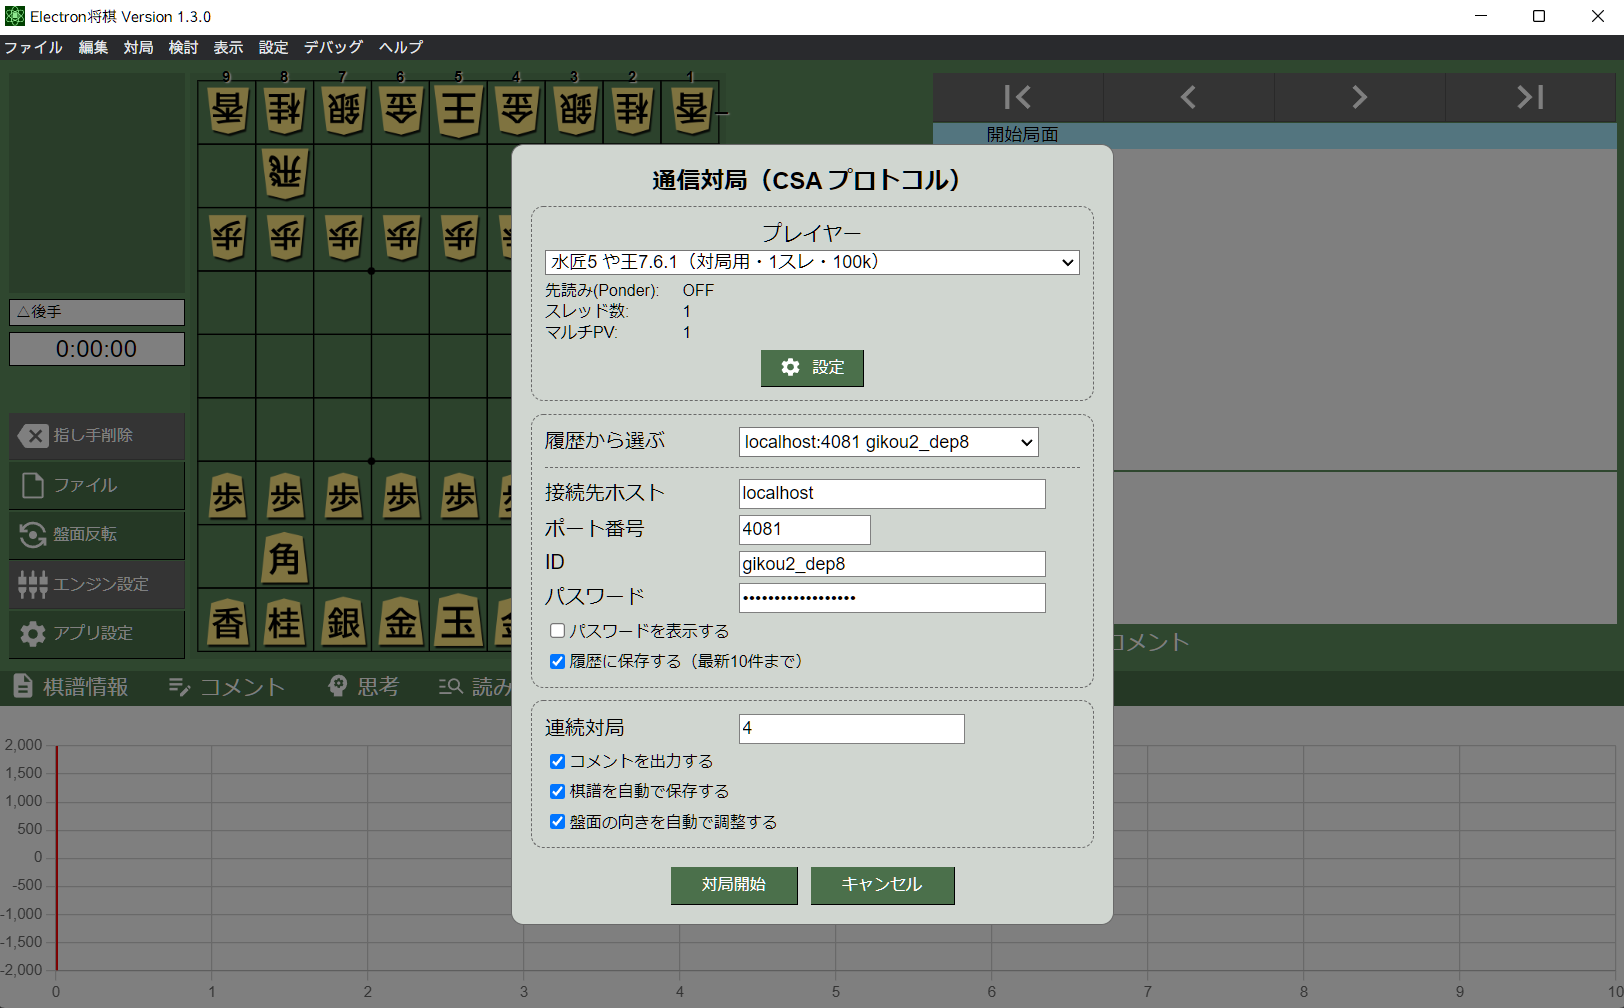 Electron将棋 Version 1.3.0
ファイル 編集 対局 検討 表示 設定 デバッグ ヘルプ
9 8 7 6 5 4 3 2 1
香 桂 銀 金 王 金 銀 桂 香
一
飛
歩 歩 歩 歩 歩
△後手
0:00:00
歩 歩 歩 歩 歩
角
香 桂 銀 金 玉
指し手削除
ファイル
盤面反転
エンジン設定
アプリ設定
開始局面
コメント
棋譜情報 コメント 思考 読み
通信対局（CSA プロトコル）
プレイヤー
水匠5 や王7.6.1（対局用・1スレ・100k）
先読み(Ponder): OFF
スレッド数: 1
マルチPV: 1
設定
履歴から選ぶ localhost:4081 gikou2_dep8
接続先ホスト localhost
ポート番号 4081
ID gikou2_dep8
パスワード ••••••••••••••••••
パスワードを表示する
履歴に保存する（最新10件まで）
連続対局 4
コメントを出力する
棋譜を自動で保存する
盤面の向きを自動で調整する
対局開始 キャンセル
2,000
1,500
1,000
500
0
-500
-1,000
-1,500
-2,000
0 1 2 3 4 5 6 7 8 9 10